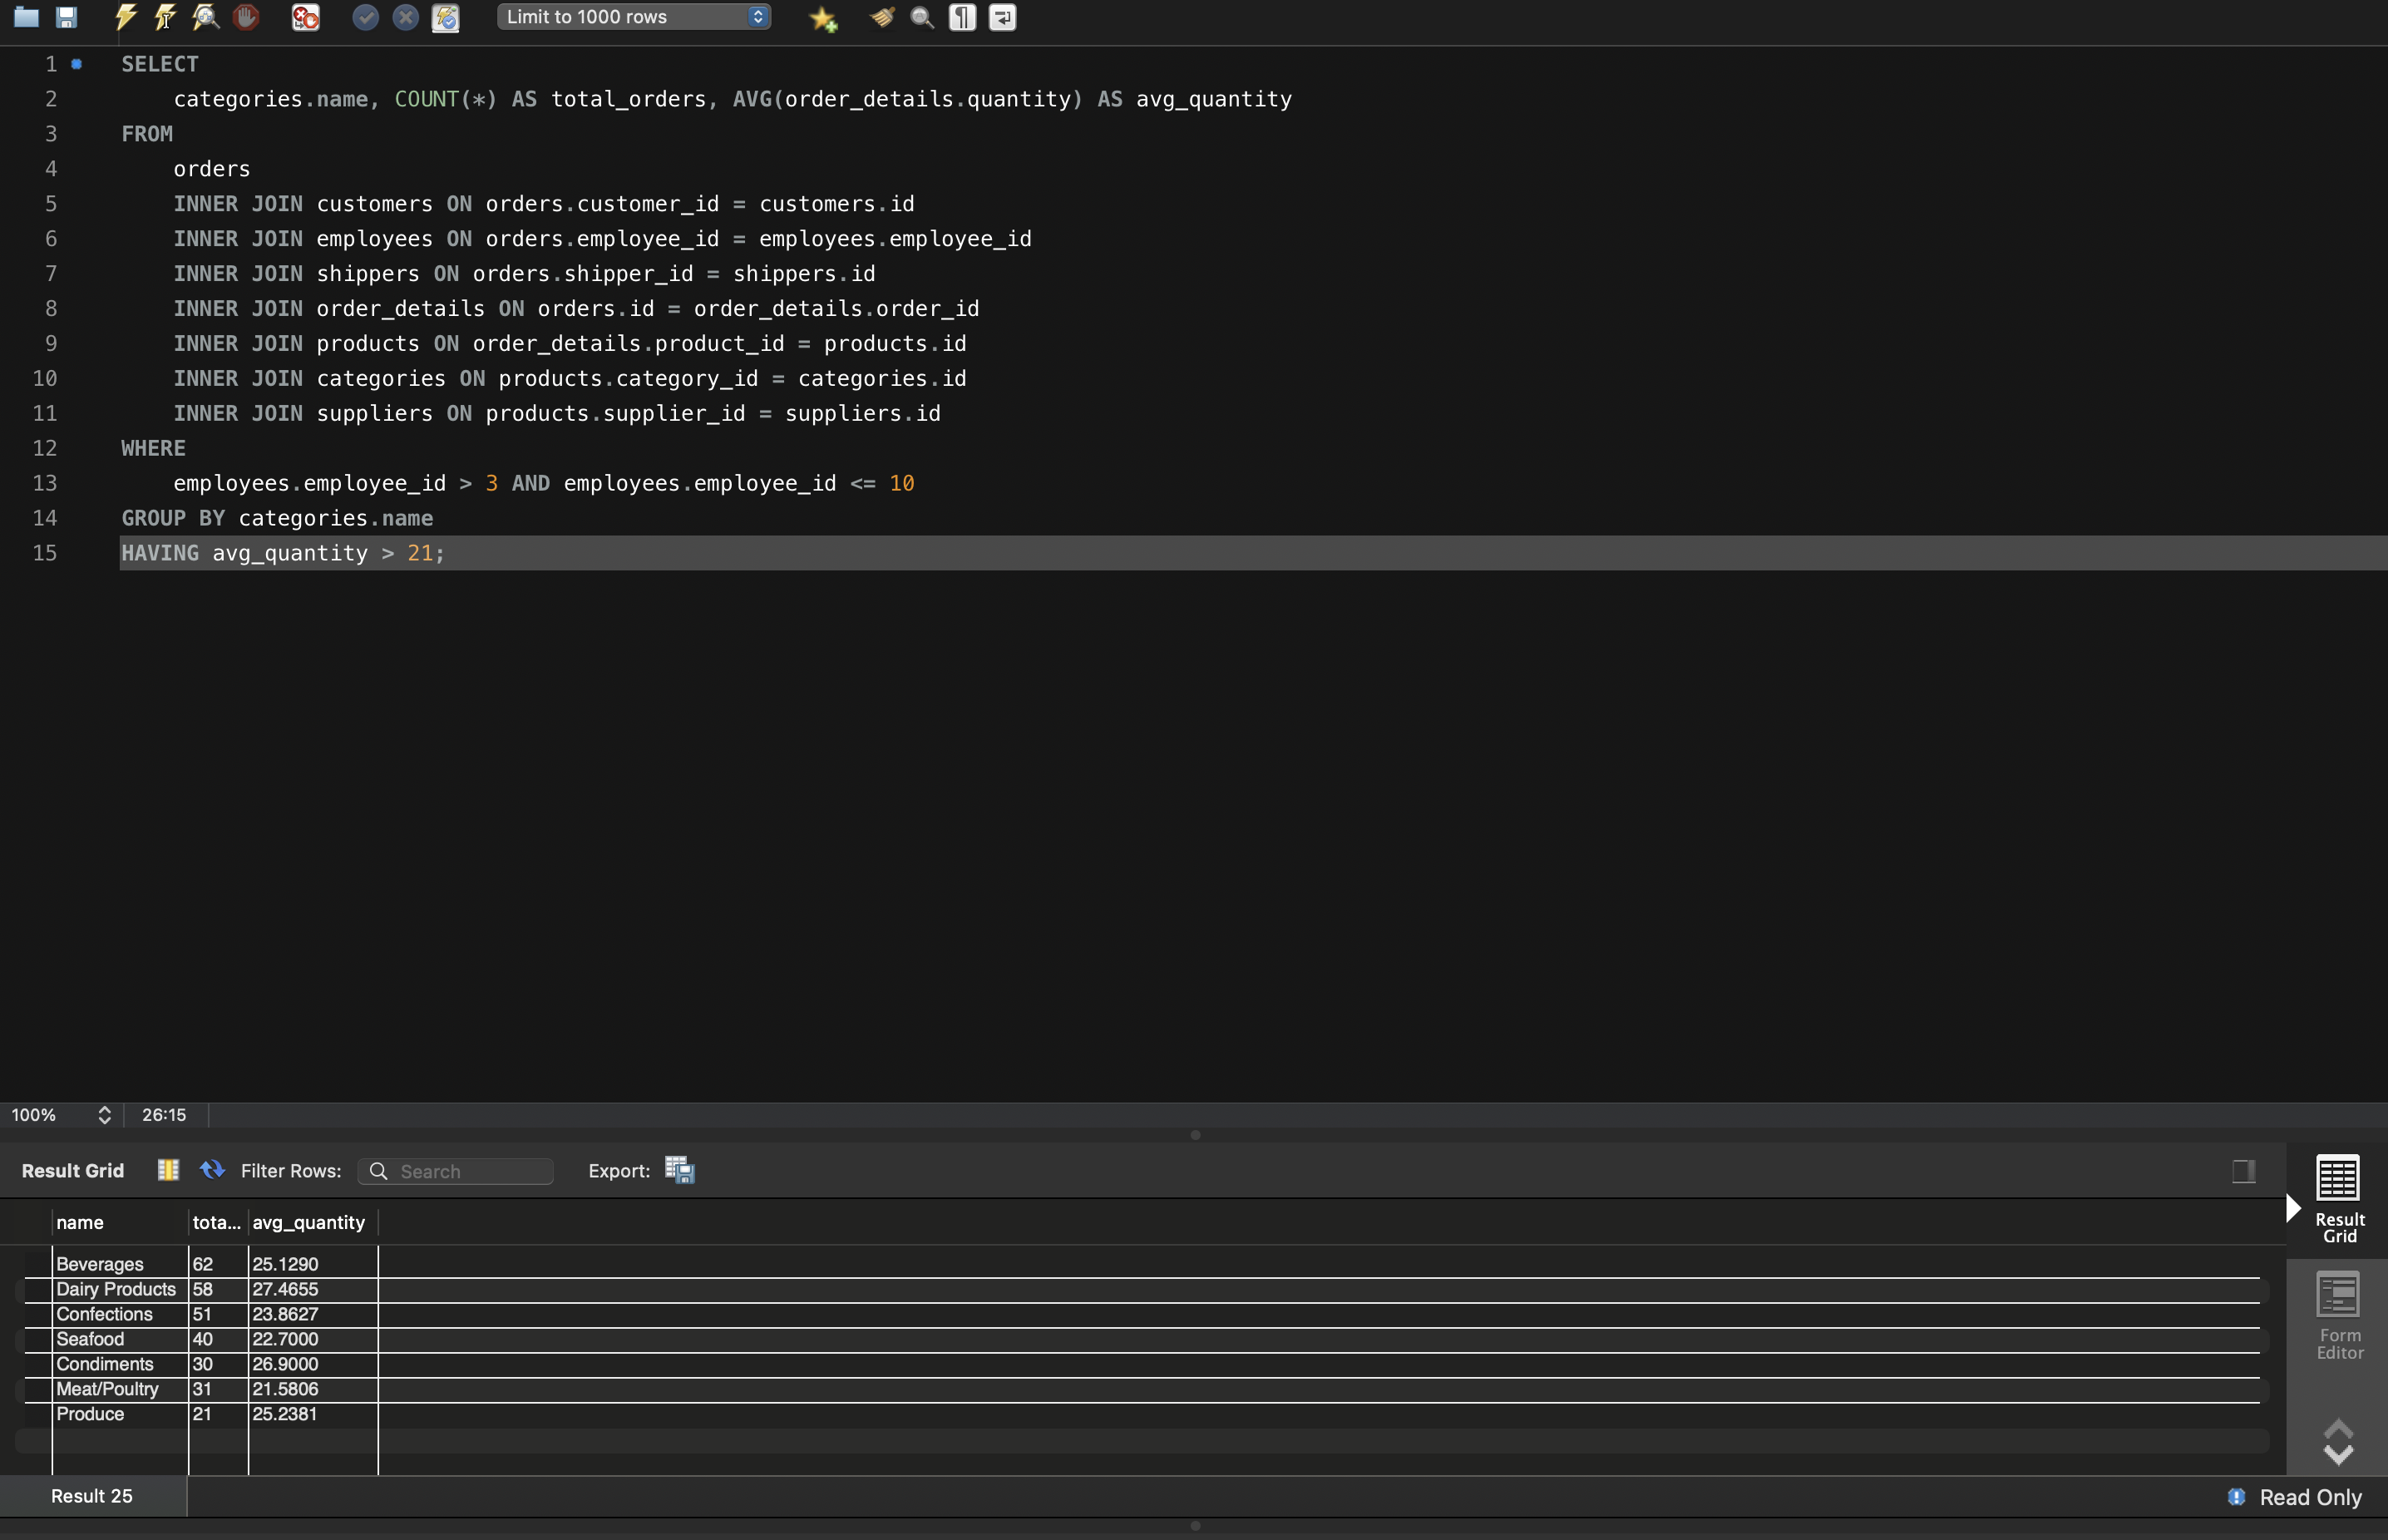 Limit to 1000 rows
1 SELECT
2 categories.name, COUNT(*) AS total_orders, AVG(order_details.quantity) AS avg_quantity
3 FROM
4 orders
5 INNER JOIN customers ON orders.customer_id = customers.id
6 INNER JOIN employees ON orders.employee_id = employees.employee_id
7 INNER JOIN shippers ON orders.shipper_id = shippers.id
8 INNER JOIN order_details ON orders.id = order_details.order_id
9 INNER JOIN products ON order_details.product_id = products.id
10 INNER JOIN categories ON products.category_id = categories.id
11 INNER JOIN suppliers ON products.supplier_id = suppliers.id
12 WHERE
13 employees.employee_id > 3 AND employees.employee_id <= 10
14 GROUP BY categories.name
15 HAVING avg_quantity > 21;
100% 26:15
Result Grid Filter Rows: Search Export:
name tota... avg_quantity
Beverages 62 25.1290
Dairy Products 58 27.4655
Confections 51 23.8627
Seafood 40 22.7000
Condiments 30 26.9000
Meat/Poultry 31 21.5806
Produce 21 25.2381
Result
Grid
Form
Editor
Result 25 Read Only